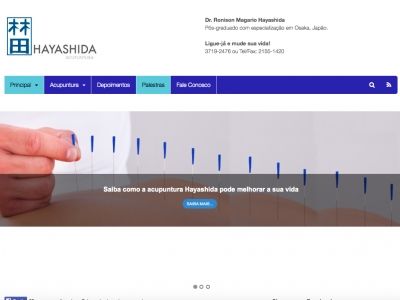 林田
HAYASHIDA
Dr. Ronison Magario Hayashida
Pós-graduado com especialização em Osaka, Japão.
Ligue-já e mude sua vida!
3719-2476 ou Tel/Fax: 2155-1420
Principal Acupuntura Depoimentos Palestras Fale Conosco
Saiba como a acupuntura Hayashida pode melhorar a sua vida
SAIBA MAIS...